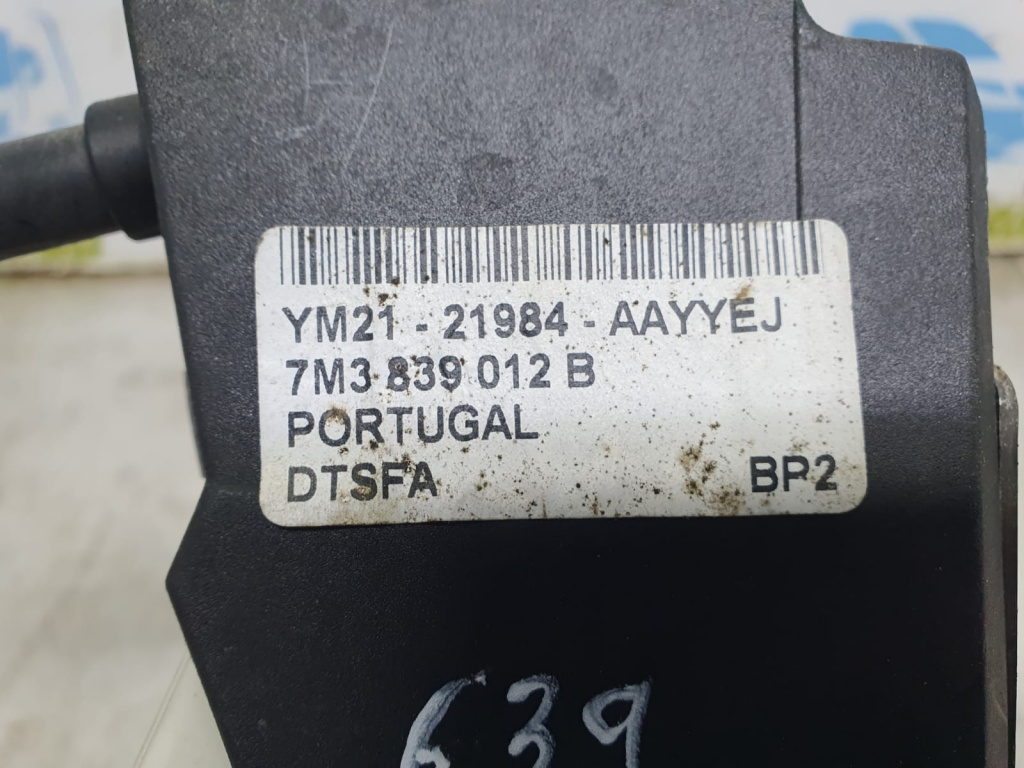 YM21 - 21984 - AAYYEJ
7M3 839 012 B
PORTUGAL
DTSFA BP2
639